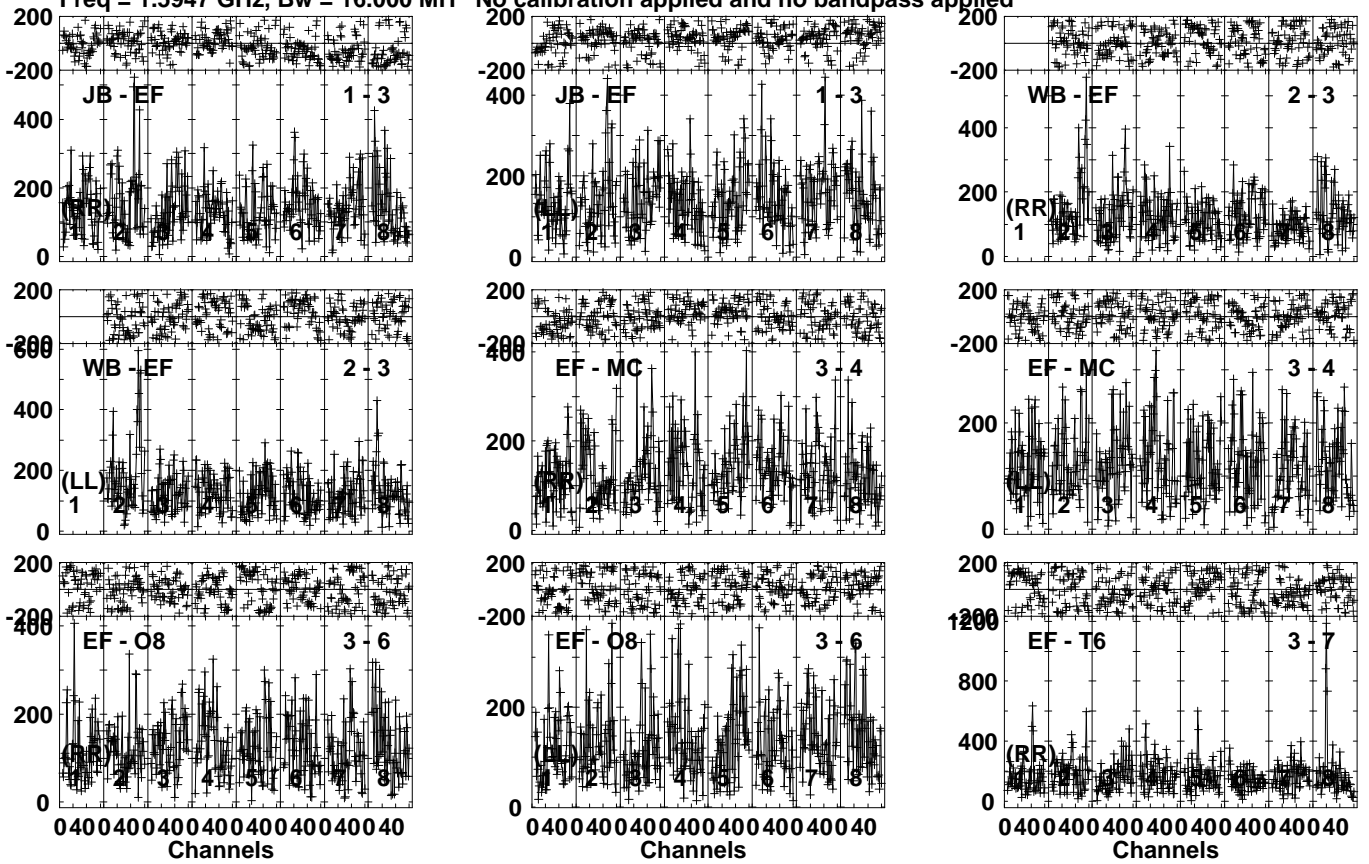 Freq = 1.5947 GHz, Bw = 16.000 MH No calibration applied and no bandpass applied
200 200 200
-200 -200 -200
JB - EF 1 - 3 JB - EF 1 - 3 WB - EF 2 - 3
400 400 400
200 200 200
(RR) (LL) (RR)
1 2 3 4 5 6 7 8 1 2 3 4 5 6 7 8 1 2 3 4 5 6 7 8
0 0 0
200 200 200
-200 -200 -200
600 400
WB - EF 2 - 3 EF - MC 3 - 4 EF - MC 3 - 4
400
200 200 200
(LL) (RR) (LL)
1 2 3 4 5 6 7 8 1 2 3 4 5 6 7 8 1 2 3 4 5 6 7 8
0 0 0
200 200 200
-200 -200 -200
400 1200
EF - O8 3 - 6 EF - O8 3 - 6 EF - T6 3 - 7
400 800
200 200 400
(RR) (LL) (RR)
1 2 3 4 5 6 7 8 1 2 3 4 5 6 7 8 1 2 3 4 5 6 7 8
0 0 0
0 40 0 40 0 40 0 40 0 40 0 40 0 40 0 40 0 40 0 40 0 40 0 40 0 40 0 40 0 40 0 40 0 40 0 40 0 40 0 40 0 40 0 40 0 40 0 40
Channels Channels Channels